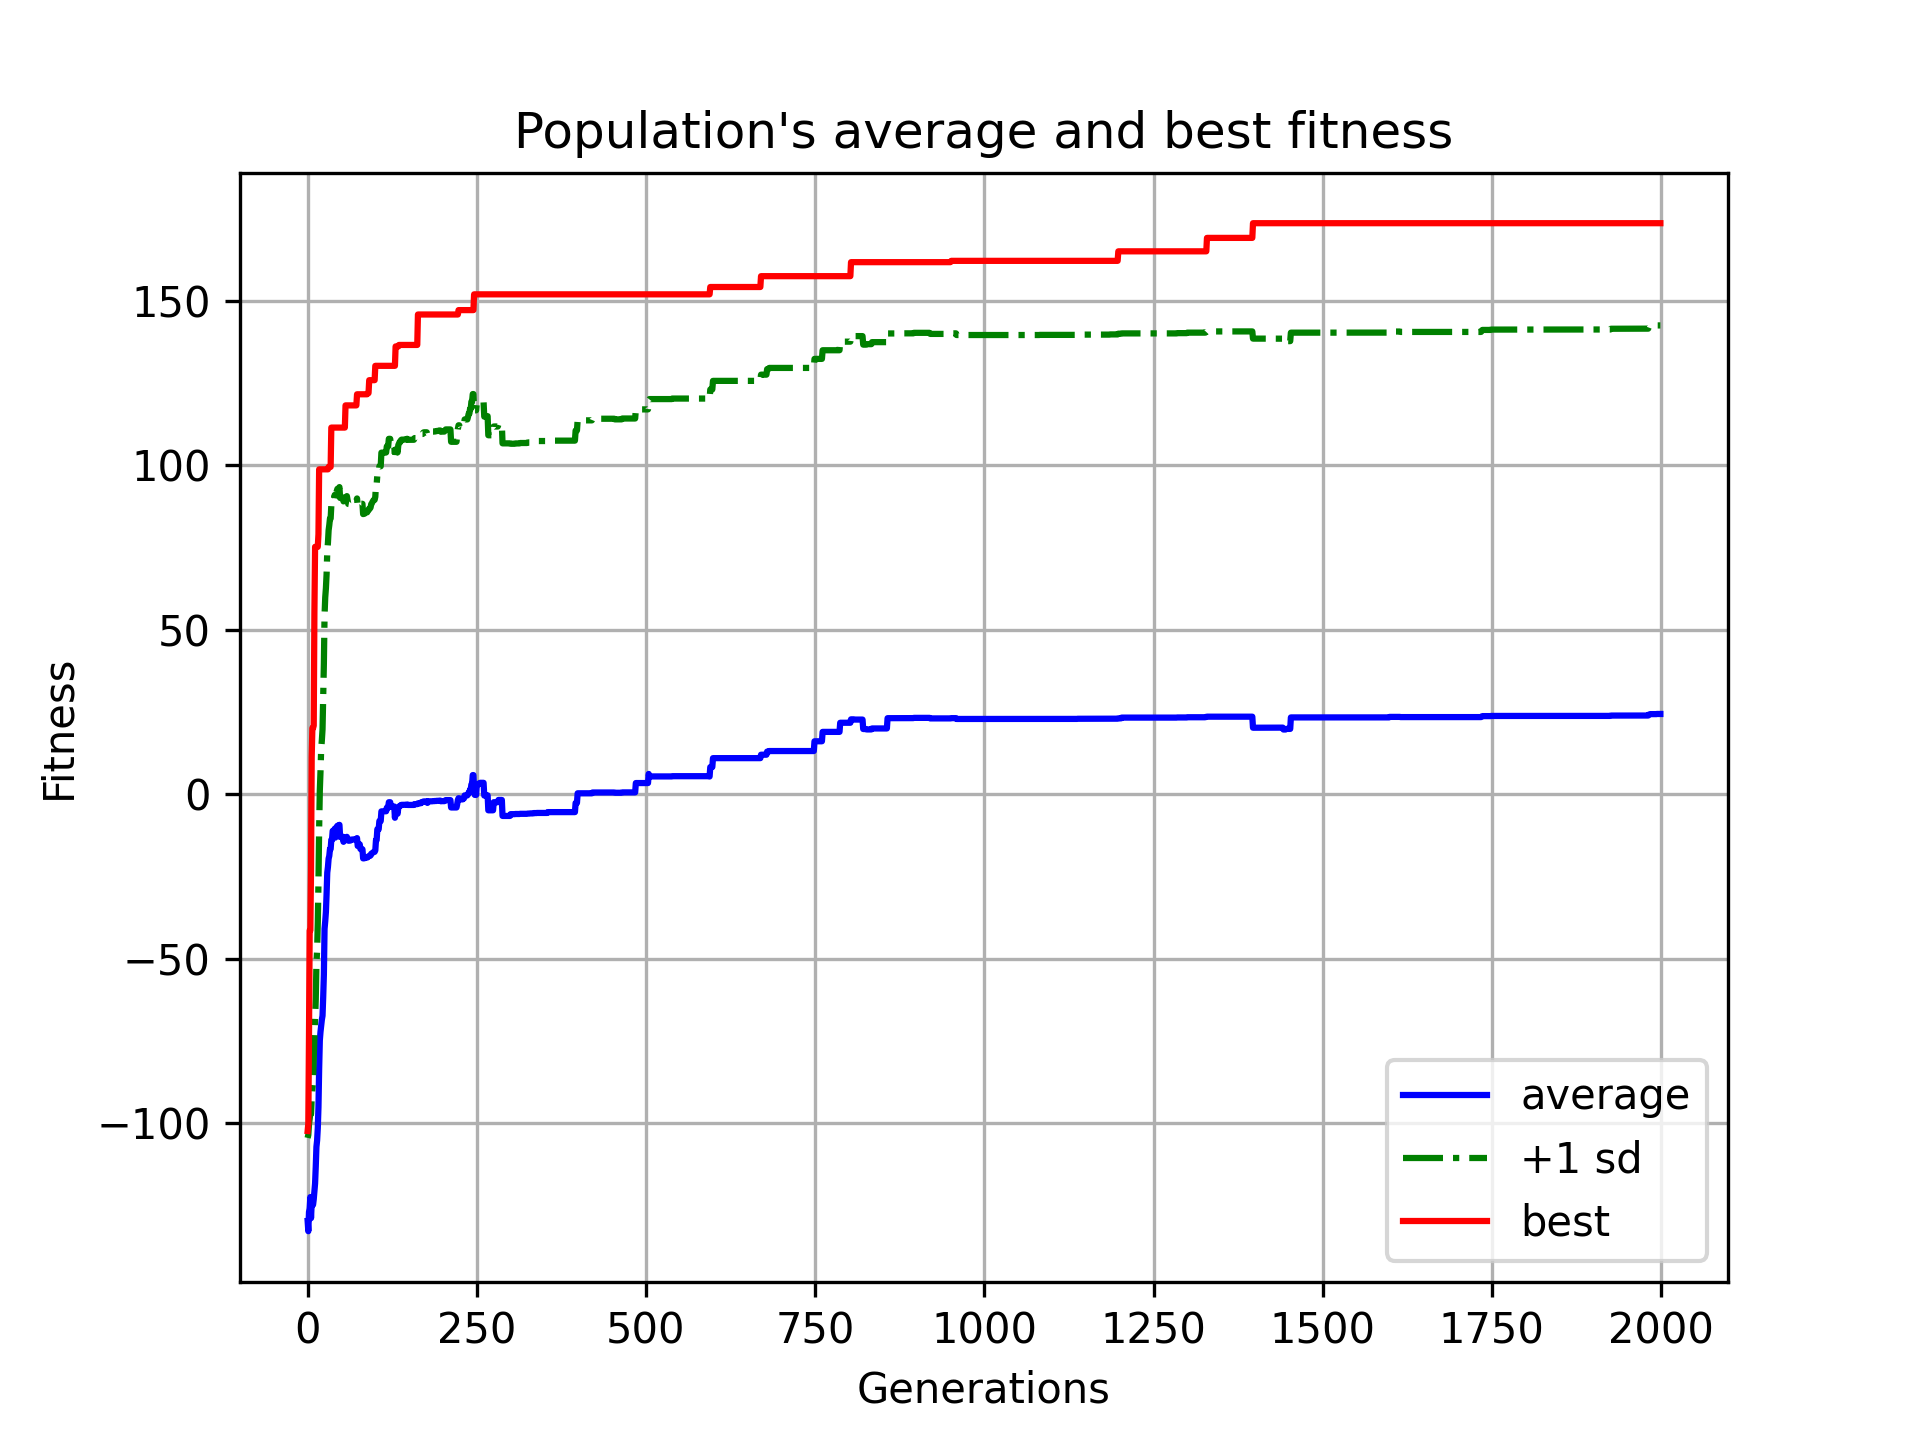 Population's average and best fitness
150
100
50
0
−50
−100
Fitness
average
+1 sd
best
0 250 500 750 1000 1250 1500 1750 2000
Generations